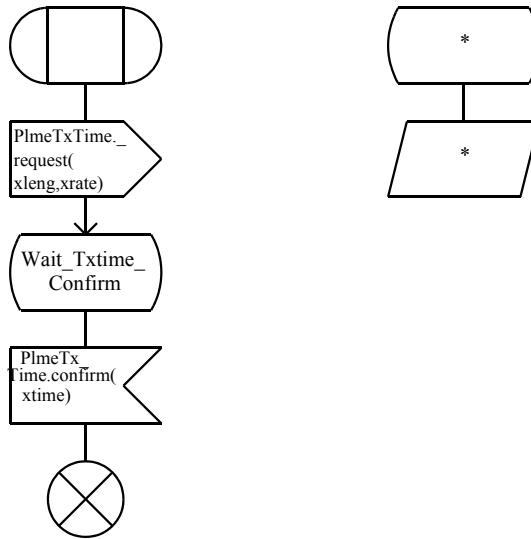 PlmeTxTime._
request(
xleng,xrate)
Wait_Txtime_
Confirm
PlmeTx_
Time.confirm(
xtime)
*
*